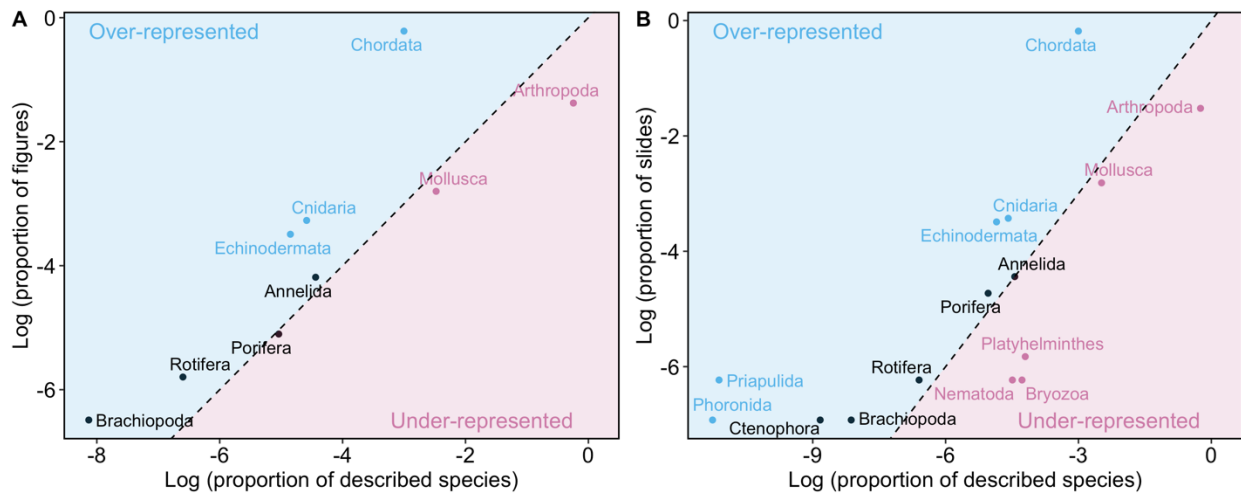 A
Over-represented
Chordata
Arthropoda
Mollusca
Cnidaria
Echinodermata
Annelida
Porifera
Rotifera
Brachiopoda
Under-represented
0
-2
-4
-6
Log (proportion of figures)
-8
-6
-4
-2
0
Log (proportion of described species)
B
Over-represented
Chordata
Arthropoda
Mollusca
Cnidaria
Echinodermata
Annelida
Porifera
Platyhelminthes
Rotifera
Priapulida
Nematoda
Bryozoa
Phoronida
Ctenophora
Brachiopoda
Under-represented
0
-2
-4
-6
Log (proportion of slides)
-9
-6
-3
0
Log (proportion of described species)